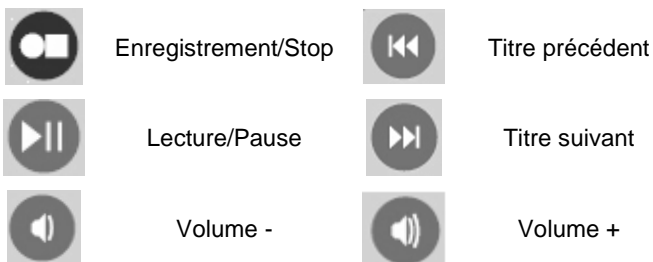 Enregistrement/Stop Titre précédent
Lecture/Pause Titre suivant
Volume - Volume +